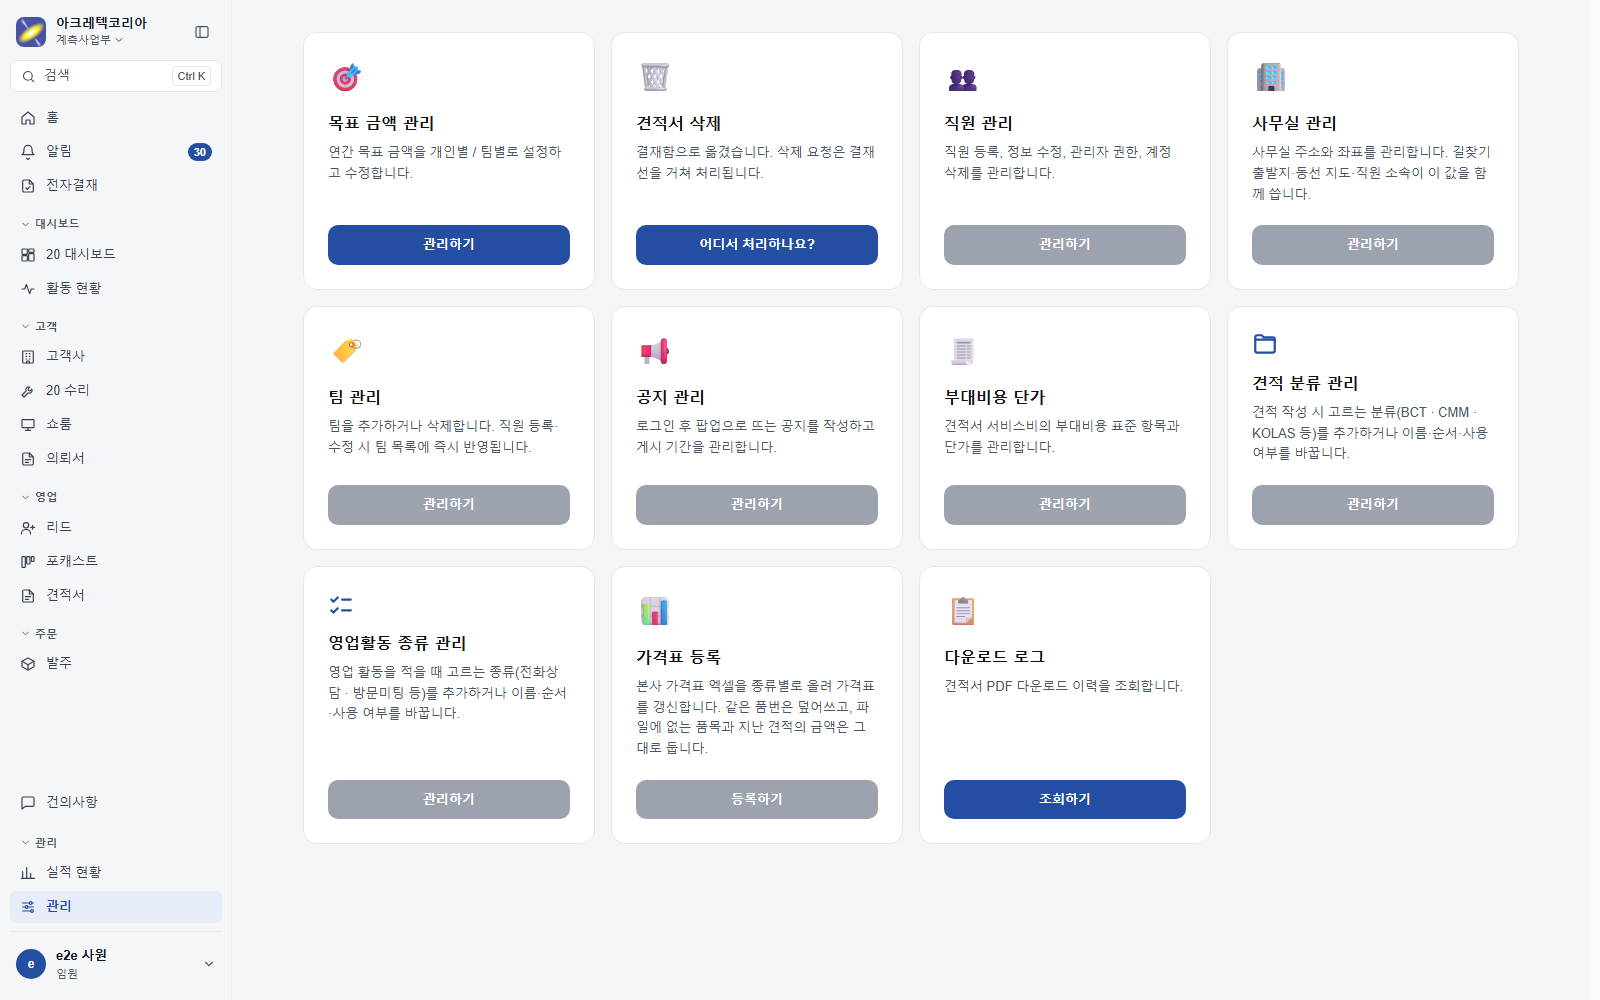 아크레텍코리아
계측사업부
검색
Ctrl K
홈
알림
30
전자결재
대시보드
20 대시보드
활동 현황
고객
고객사
20 수리
쇼룸
의뢰서
영업
리드
포캐스트
견적서
주문
발주
건의사항
관리
실적 현황
관리
e
e2e 사원
임원
목표 금액 관리
연간 목표 금액을 개인별 / 팀별로 설정하
고 수정합니다.
관리하기
견적서 삭제
결재함으로 옮겼습니다. 삭제 요청은 결재
선을 거쳐 처리됩니다.
어디서 처리하나요?
직원 관리
직원 등록, 정보 수정, 관리자 권한, 계정
삭제를 관리합니다.
관리하기
사무실 관리
사무실 주소와 좌표를 관리합니다. 길찾기
출발지·동선 지도·직원 소속이 이 값을 함
께 씁니다.
관리하기
팀 관리
팀을 추가하거나 삭제합니다. 직원 등록·
수정 시 팀 목록에 즉시 반영됩니다.
관리하기
공지 관리
로그인 후 팝업으로 뜨는 공지를 작성하고
게시 기간을 관리합니다.
관리하기
부대비용 단가
견적서 서비스비의 부대비용 표준 항목과
단가를 관리합니다.
관리하기
견적 분류 관리
견적 작성 시 고르는 분류(BCT · CMM ·
KOLAS 등)를 추가하거나 이름·순서·사용
여부를 바꿉니다.
관리하기
영업활동 종류 관리
영업 활동을 적을 때 고르는 종류(전화상
담 · 방문미팅 등)를 추가하거나 이름·순서
·사용 여부를 바꿉니다.
관리하기
가격표 등록
본사 가격표 엑셀을 종류별로 올려 가격표
를 갱신합니다. 같은 품번은 덮어쓰고, 파
일에 없는 품목과 지난 견적의 금액은 그
대로 둡니다.
등록하기
다운로드 로그
견적서 PDF 다운로드 이력을 조회합니다.
조회하기